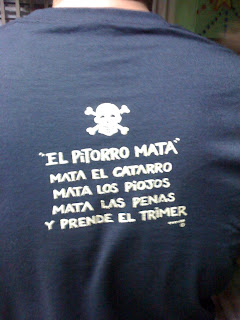 "EL PITORRO MATA"
MATA EL CATARRO
MATA LOS PIOJOS
MATA LAS PENAS
Y PRENDE EL TRIMER